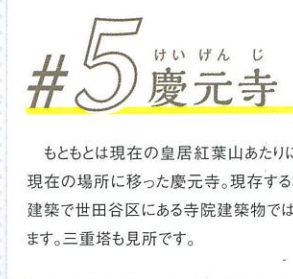 けいげんじ
#5 慶元寺
もともとは現在の皇居紅葉山あたりに
現在の場所に移った慶元寺。現存する
建築で世田谷区にある寺院建築物では
ます。三重塔も見所です。